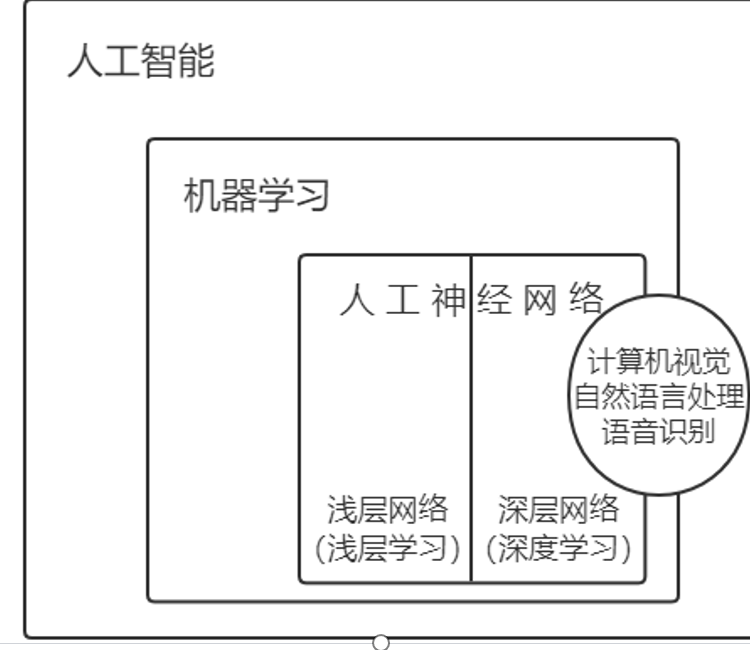 人工智能
机器学习
人工神经网络
计算机视觉
自然语言处理
语音识别
浅层网络
(浅层学习)
深层网络
(深度学习)